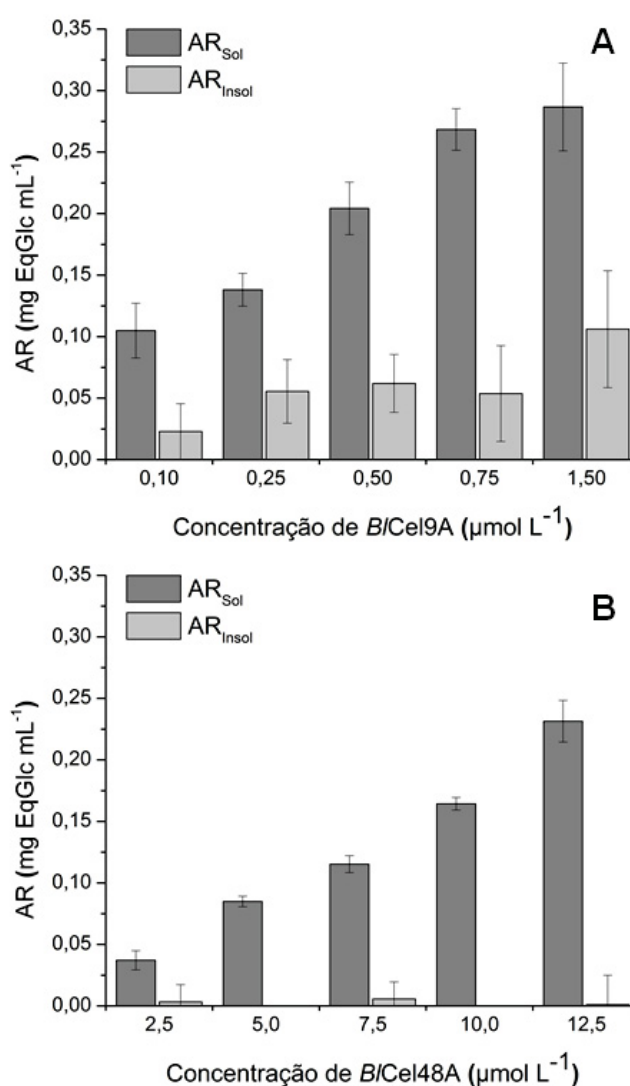 A
AR_Sol
AR_Insol
AR (mg EqGlc mL⁻¹)
0,35
0,30
0,25
0,20
0,15
0,10
0,05
0,00
0,10 0,25 0,50 0,75 1,50
Concentração de BlCel9A (µmol L⁻¹)
B
AR_Sol
AR_Insol
AR (mg EqGlc mL⁻¹)
0,35
0,30
0,25
0,20
0,15
0,10
0,05
0,00
2,5 5,0 7,5 10,0 12,5
Concentração de BlCel48A (µmol L⁻¹)